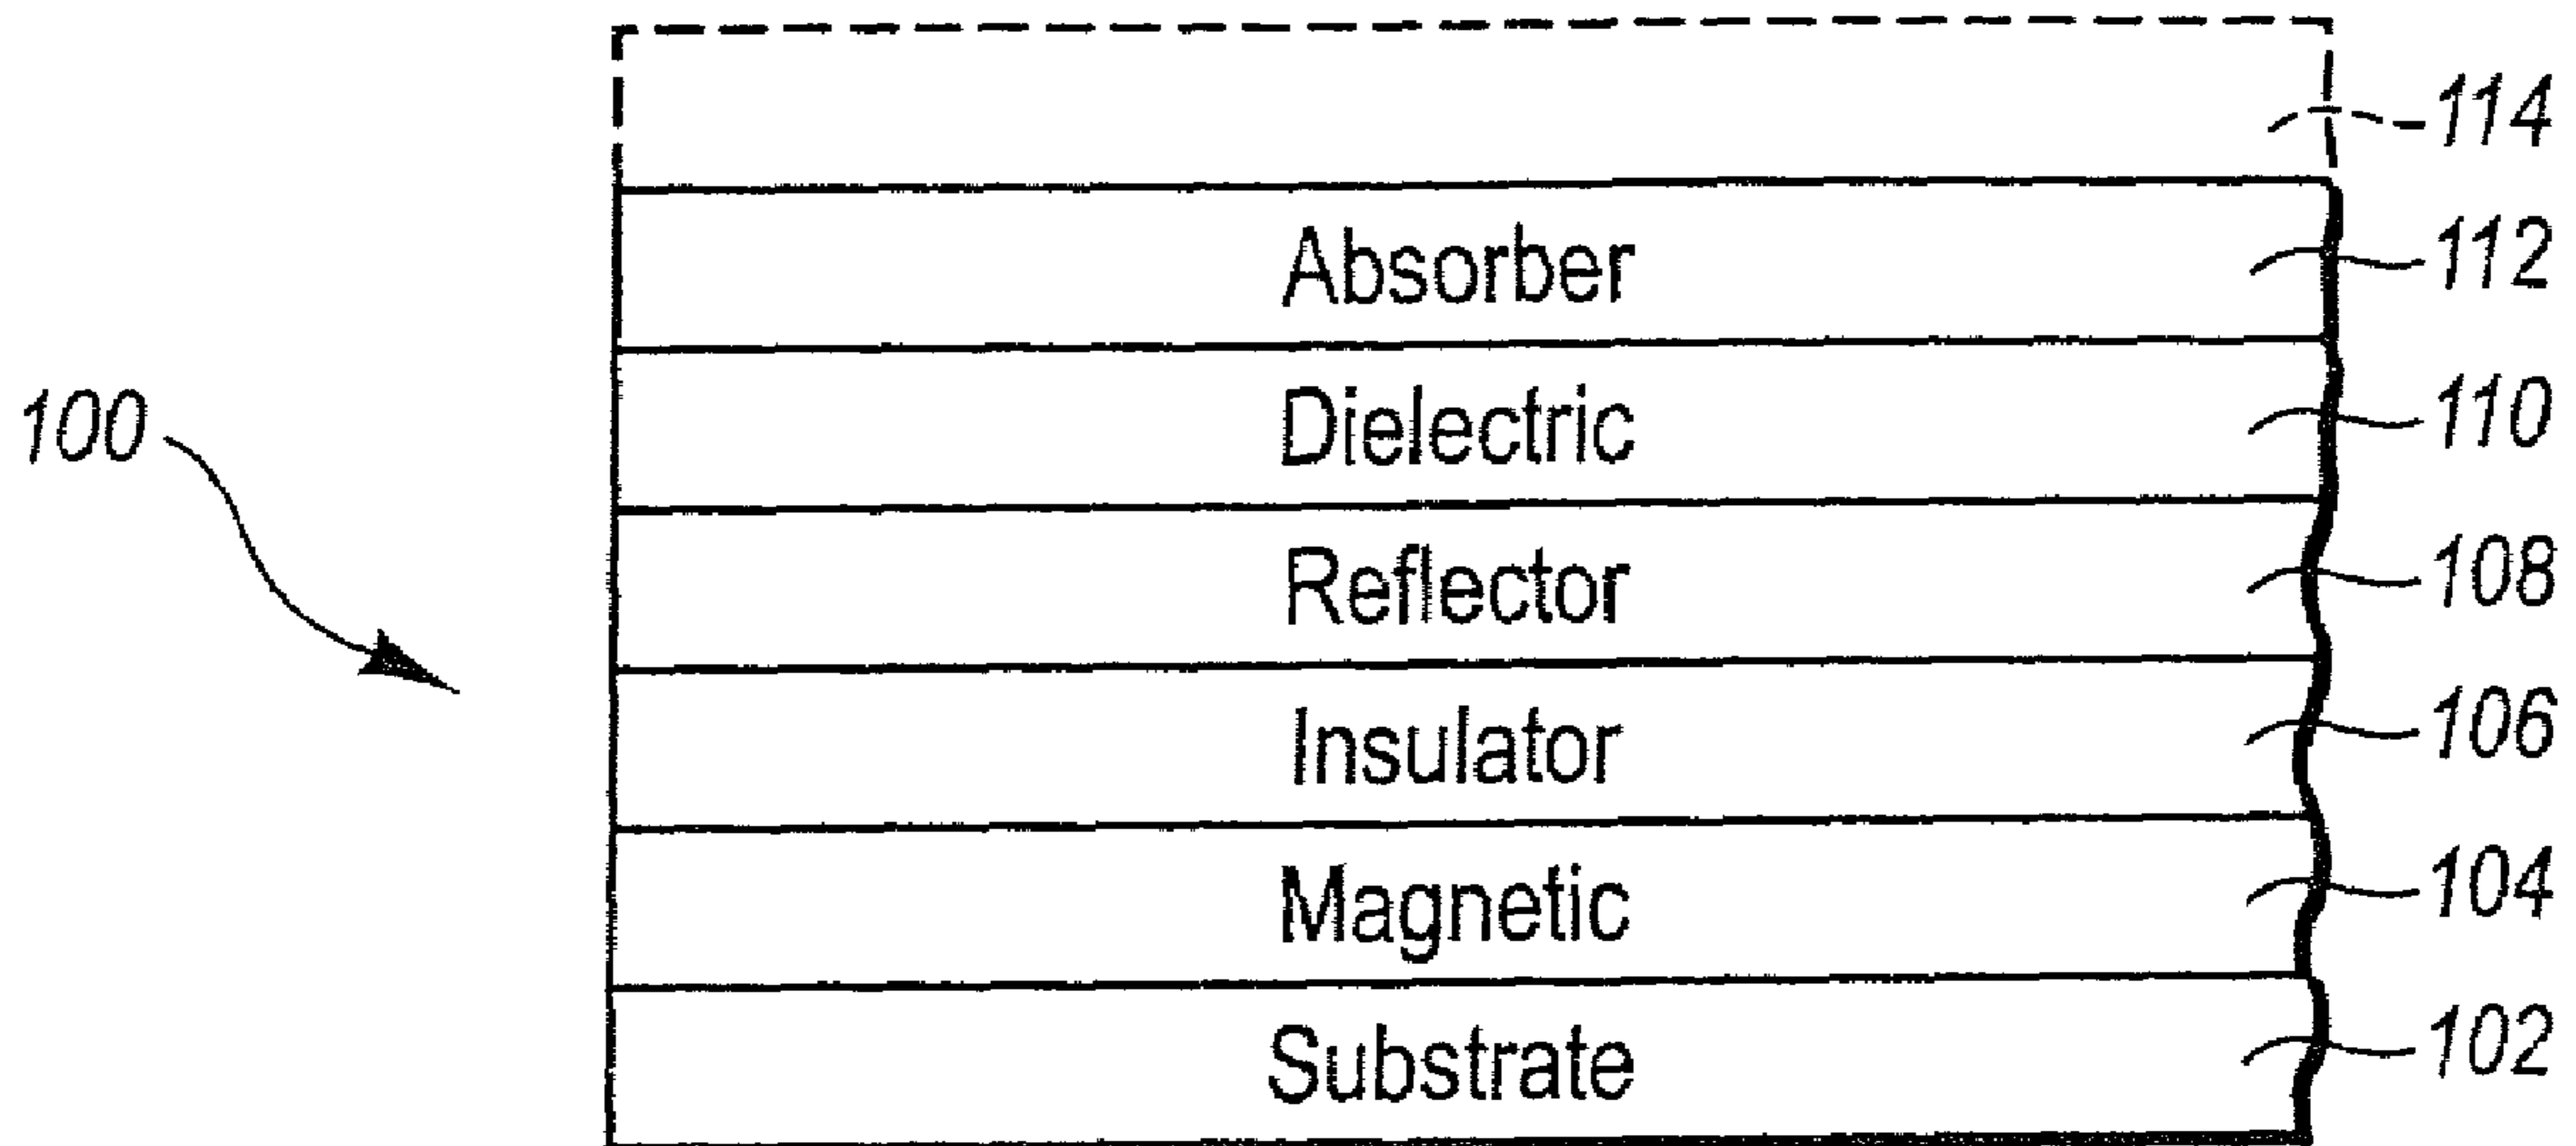 114
Absorber 112
Dielectric 110
100
Reflector 108
Insulator 106
Magnetic 104
Substrate 102